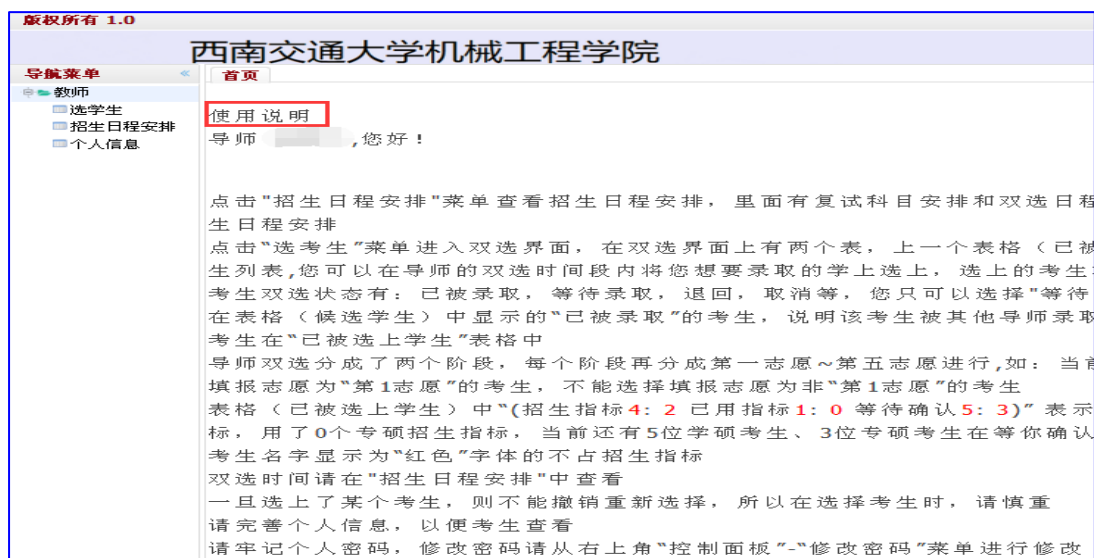 版权所有 1.0
西南交通大学机械工程学院
导航菜单 «
首页
教师
选学生
招生日程安排
个人信息
使用说明
导师 ,您好！
点击"招生日程安排"菜单查看招生日程安排，里面有复试科目安排和双选日程
生日程安排
点击“选考生”菜单进入双选界面，在双选界面上有两个表，上一个表格（已被
生列表,您可以在导师的双选时间段内将您想要录取的学上选上，选上的考生
考生双选状态有：已被录取，等待录取，退回，取消等，您只可以选择"等待
在表格（候选学生）中显示的“已被录取”的考生，说明该考生被其他导师录取
考生在“已被选上学生”表格中
导师双选分成了两个阶段，每个阶段再分成第一志愿~第五志愿进行,如：当前
填报志愿为“第1志愿”的考生，不能选择填报志愿为非“第1志愿”的考生
表格（已被选上学生）中“(招生指标4: 2 已用指标1: 0 等待确认5: 3)” 表示
标，用了0个专硕招生指标，当前还有5位学硕考生、3位专硕考生在等你确认
考生名字显示为“红色”字体的不占招生指标
双选时间请在"招生日程安排"中查看
一旦选上了某个考生，则不能撤销重新选择，所以在选择考生时，请慎重
请完善个人信息，以便考生查看
请牢记个人密码，修改密码请从右上角“控制面板”-“修改密码”菜单进行修改